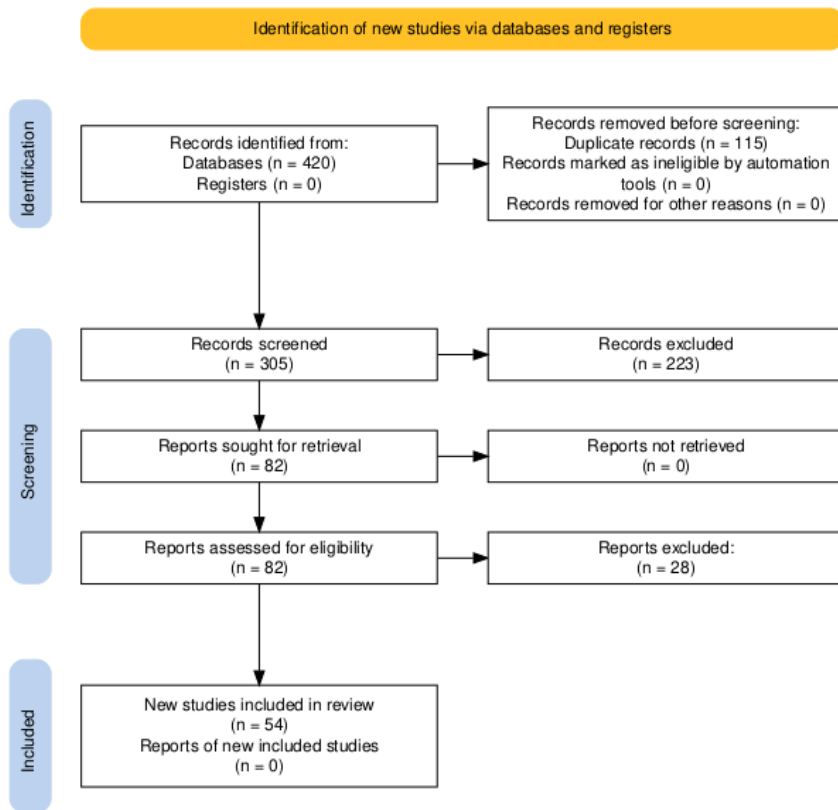 Identification of new studies via databases and registers
Identification
Records identified from:
Databases (n = 420)
Registers (n = 0)
Records removed before screening:
Duplicate records (n = 115)
Records marked as ineligible by automation
tools (n = 0)
Records removed for other reasons (n = 0)
Screening
Records screened
(n = 305)
Records excluded
(n = 223)
Reports sought for retrieval
(n = 82)
Reports not retrieved
(n = 0)
Reports assessed for eligibility
(n = 82)
Reports excluded:
(n = 28)
Included
New studies included in review
(n = 54)
Reports of new included studies
(n = 0)